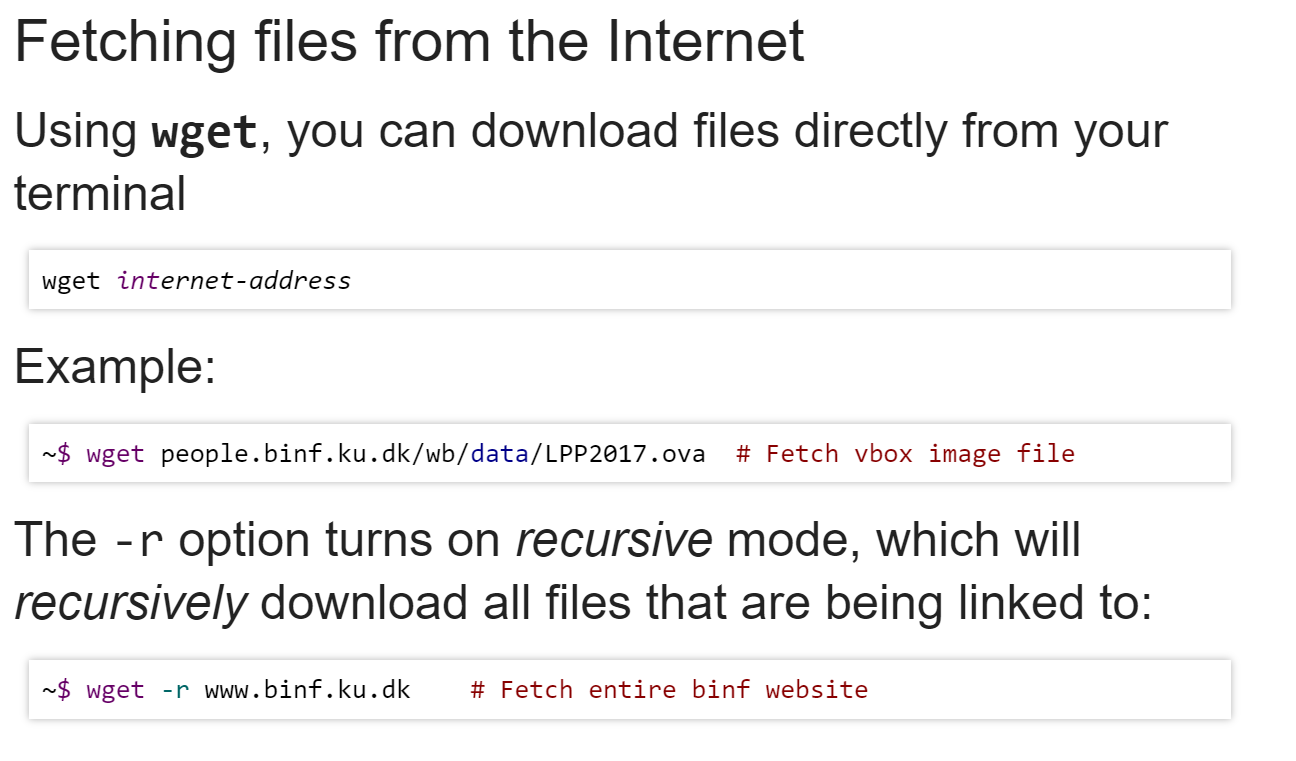 Fetching files from the Internet
Using wget, you can download files directly from your
terminal
wget internet-address
Example:
~$ wget people.binf.ku.dk/wb/data/LPP2017.ova  # Fetch vbox image file
The -r option turns on recursive mode, which will
recursively download all files that are being linked to:
~$ wget -r www.binf.ku.dk    # Fetch entire binf website